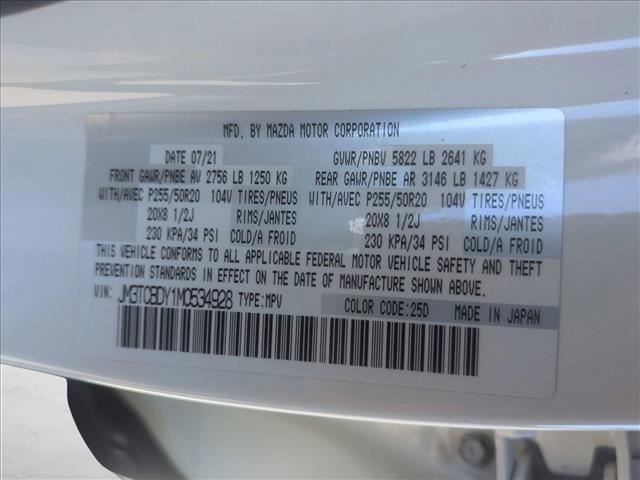 MFD. BY MAZDA MOTOR CORPORATION
DATE 07/21 GVWR/PNBV 5822 LB 2641 KG
FRONT GAWR/PNBE AV 2756 LB 1250 KG REAR GAWR/PNBE AR 3146 LB 1427 KG
WITH/AVEC P255/50R20 104V TIRES/PNEUS WITH/AVEC P255/50R20 104V TIRES/PNEUS
20X8 1/2J RIMS/JANTES 20X8 1/2J RIMS/JANTES
230 KPA/34 PSI COLD/A FROID 230 KPA/34 PSI COLD/A FROID
THIS VEHICLE CONFORMS TO ALL APPLICABLE FEDERAL MOTOR VEHICLE SAFETY AND THEFT
PREVENTION STANDARDS IN EFFECT ON THE DATE OF MANUFACTURE SHOWN ABOVE.
VIN: JM3TCBDY1M0534928 TYPE:MPV COLOR CODE:25D MADE IN JAPAN